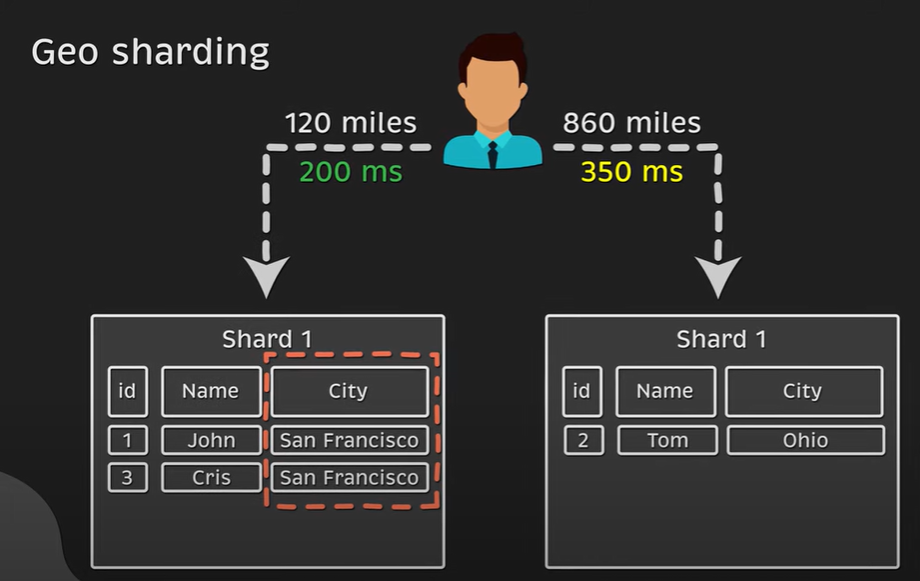 Geo sharding
120 miles
200 ms
860 miles
350 ms
Shard 1
id Name City
1 John San Francisco
3 Cris San Francisco
Shard 1
id Name City
2 Tom Ohio